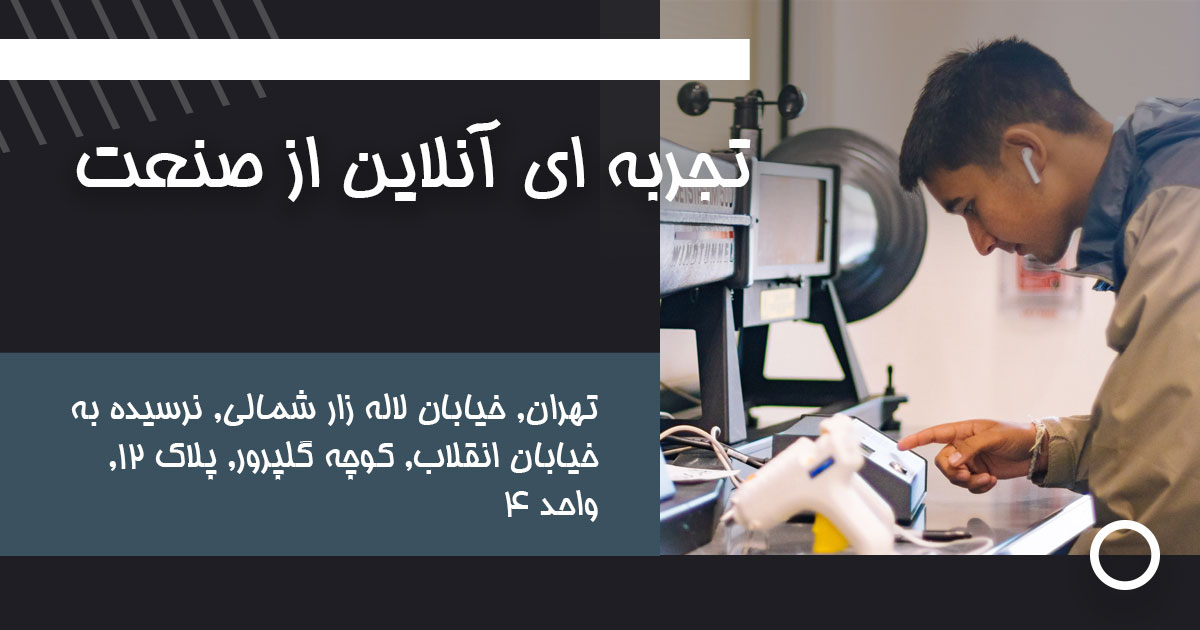 تجربه ای آنلاین از صنعت
WINDTUNNEL
تهران, خیابان لاله زار شمالی, نرسیده به
خیابان انقلاب, کوچه گلپرور, پلاک ۱۲,
واحد ۴